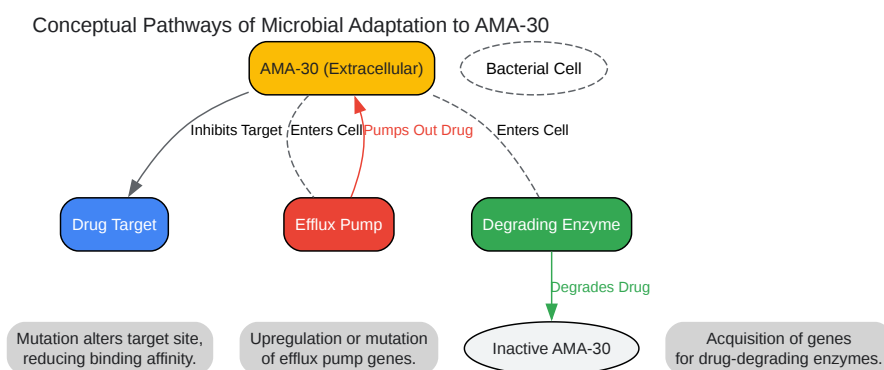 Conceptual Pathways of Microbial Adaptation to AMA-30
AMA-30 (Extracellular)
Bacterial Cell
Inhibits Target
Enters Cell
Pumps Out Drug
Enters Cell
Drug Target
Efflux Pump
Degrading Enzyme
Degrades Drug
Mutation alters target site,
reducing binding affinity.
Upregulation or mutation
of efflux pump genes.
Inactive AMA-30
Acquisition of genes
for drug-degrading enzymes.